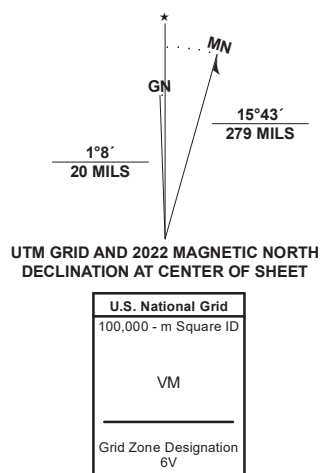 ★
MN
GN
15°43´
279 MILS
1°8´
20 MILS
UTM GRID AND 2022 MAGNETIC NORTH
DECLINATION AT CENTER OF SHEET
U.S. National Grid
100,000 - m Square ID
VM
Grid Zone Designation
6V